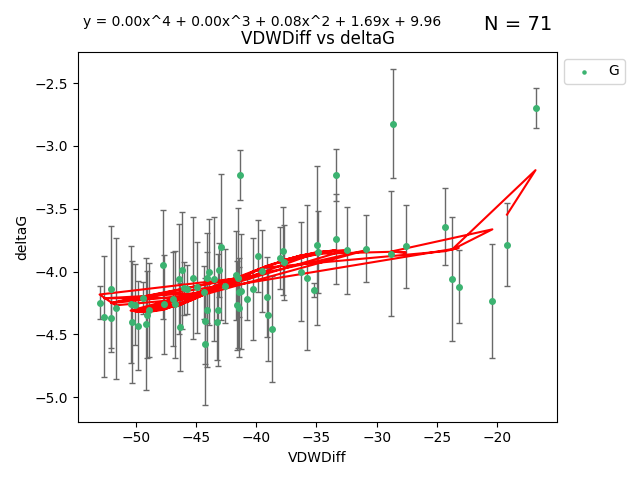 y = 0.00x^4 + 0.00x^3 + 0.08x^2 + 1.69x + 9.96
N = 71
VDWDiff vs deltaG
G
deltaG
−2.5
−3.0
−3.5
−4.0
−4.5
−5.0
−50 −45 −40 −35 −30 −25 −20
VDWDiff